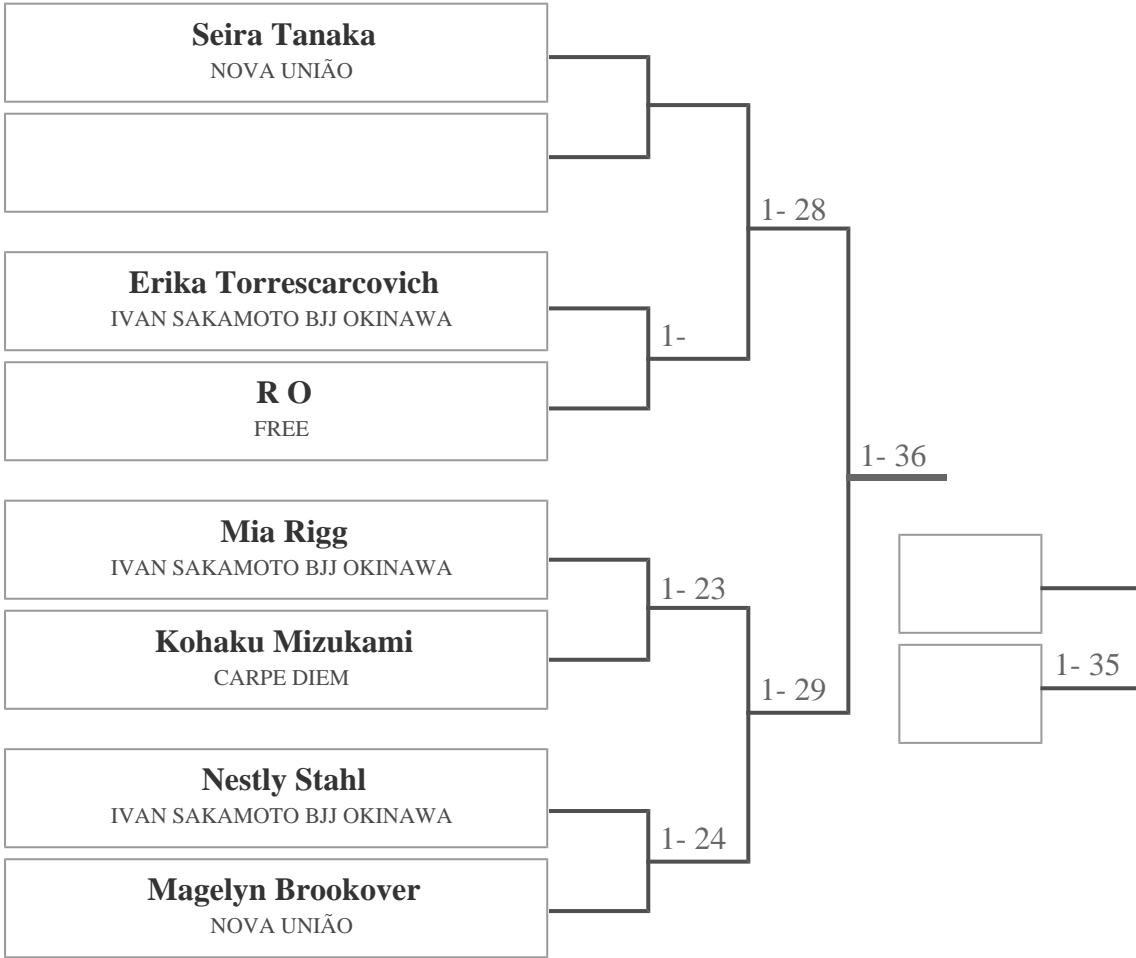 Seira Tanaka
NOVA UNIÃO
1- 28
Erika Torrescarcovich
IVAN SAKAMOTO BJJ OKINAWA
1-
R O
FREE
1- 36
Mia Rigg
IVAN SAKAMOTO BJJ OKINAWA
1- 23
Kohaku Mizukami
CARPE DIEM
1- 29
1- 35
Nestly Stahl
IVAN SAKAMOTO BJJ OKINAWA
1- 24
Magelyn Brookover
NOVA UNIÃO